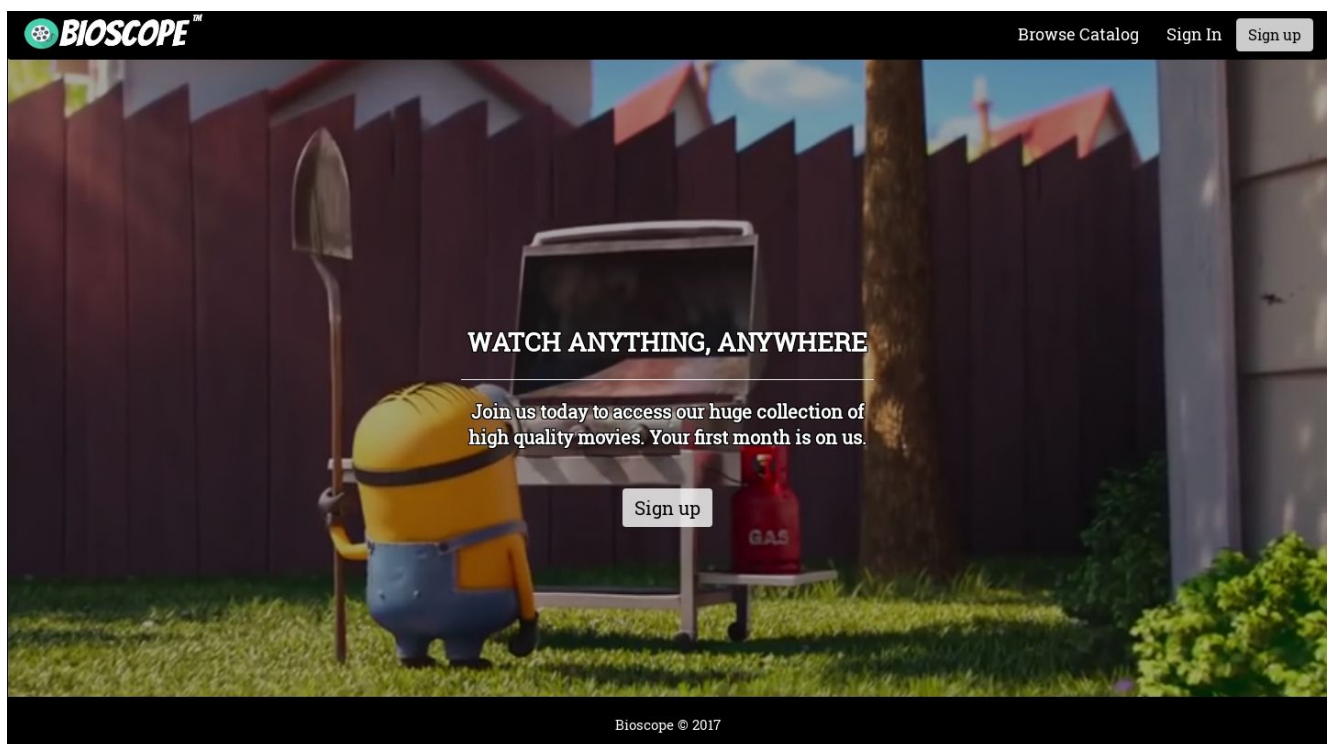 BIOSCOPE™
Browse Catalog
Sign In
Sign up
WATCH ANYTHING, ANYWHERE
Join us today to access our huge collection of
high quality movies. Your first month is on us.
Sign up
GAS
Bioscope © 2017